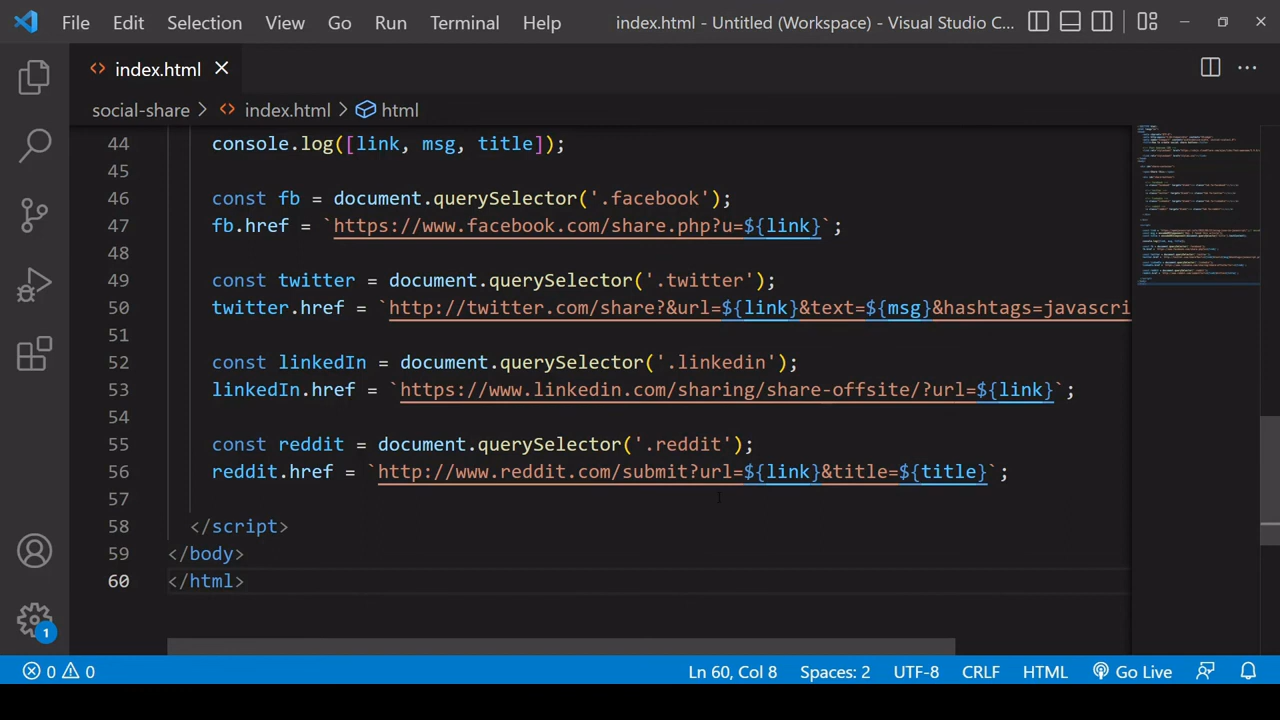 File Edit Selection View Go Run Terminal Help index.html - Untitled (Workspace) - Visual Studio C...
index.html
social-share > index.html > html
44 console.log([link, msg, title]);
45
46 const fb = document.querySelector('.facebook');
47 fb.href = `https://www.facebook.com/share.php?u=${link}`;
48
49 const twitter = document.querySelector('.twitter');
50 twitter.href = `http://twitter.com/share?&url=${link}&text=${msg}&hashtags=javascri
51
52 const linkedIn = document.querySelector('.linkedin');
53 linkedIn.href = `https://www.linkedin.com/sharing/share-offsite/?url=${link}`;
54
55 const reddit = document.querySelector('.reddit');
56 reddit.href = `http://www.reddit.com/submit?url=${link}&title=${title}`;
57
58 </script>
59 </body>
60 </html>
1
0 0 Ln 60, Col 8 Spaces: 2 UTF-8 CRLF HTML Go Live